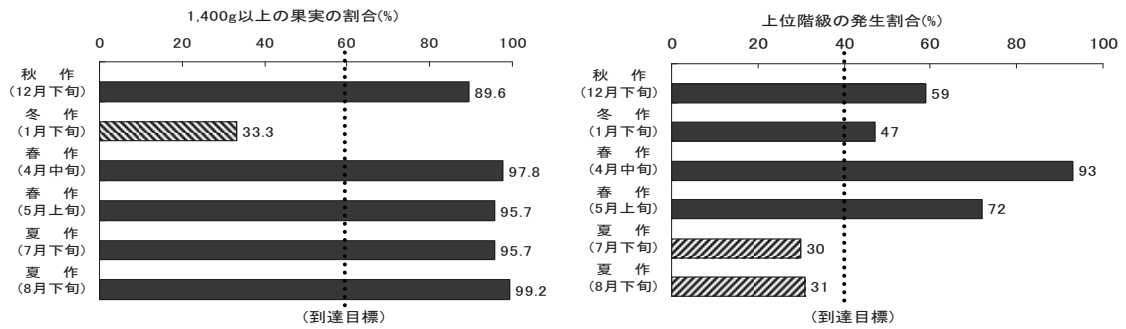 1,400g以上の果実の割合(%)
0 20 40 60 80 100
秋 作
(12月下旬)
89.6
冬 作
(1月下旬)
33.3
春 作
(4月中旬)
97.8
春 作
(5月上旬)
95.7
夏 作
(7月下旬)
95.7
夏 作
(8月下旬)
99.2
(到達目標)
上位階級の発生割合(%)
0 20 40 60 80 100
秋 作
(12月下旬)
59
冬 作
(1月下旬)
47
春 作
(4月中旬)
93
春 作
(5月上旬)
72
夏 作
(7月下旬)
30
夏 作
(8月下旬)
31
(到達目標)